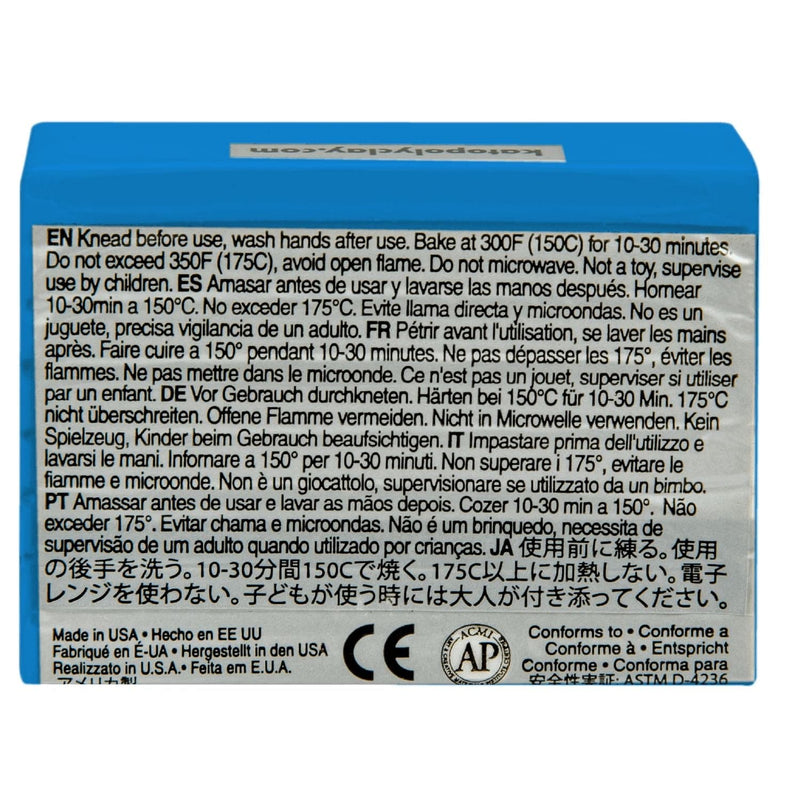 katopolyclay.com
EN Knead before use, wash hands after use. Bake at 300F (150C) for 10-30 minutes.
Do not exceed 350F (175C), avoid open flame. Do not microwave. Not a toy, supervise
use by children. ES Amasar antes de usar y lavarse las manos después. Hornear
10-30min a 150°C. No exceder 175°C. Evite llama directa y microondas. No es un
juguete, precisa vigilancia de un adulto. FR Pétrir avant l'utilisation, se laver les mains
après. Faire cuire a 150° pendant 10-30 minutes. Ne pas dépasser les 175°, éviter les
flammes. Ne pas mettre dans le microonde. Ce n'est pas un jouet, superviser si utiliser
par un enfant. DE Vor Gebrauch durchkneten. Härten bei 150°C für 10-30 Min. 175°C
nicht überschreiten. Offene Flamme vermeiden. Nicht in Microwelle verwenden. Kein
Spielzeug, Kinder beim Gebrauch beaufsichtigen. IT Impastare prima dell'utilizzo e
lavarsi le mani. Infornare a 150° per 10-30 minuti. Non superare i 175°, evitare le
fiamme e microonde. Non è un giocattolo, supervisionare se utilizzato da un bimbo.
PT Amassar antes de usar e lavar as mãos depois. Cozer 10-30 min a 150°. Não
exceder 175°. Evitar chama e microondas. Não é um brinquedo, necessita de
supervisão de um adulto quando utilizado por crianças. JA 使用前に練る。使用
の後手を洗う。10-30分間150Cで焼く。175C以上に加熱しない。電子
レンジを使わない。子どもが使う時には大人が付き添ってください。
Made in USA • Hecho en EE UU
Fabriqué en É-UA • Hergestellt in den USA
Realizzato in U.S.A. • Feita em E.U.A.
アメリカ製
CE
ACMI
AP
Conforms to • Conforme a
Conforme à • Entspricht
Conforme • Conforma para
安全性実証: ASTM D-4236